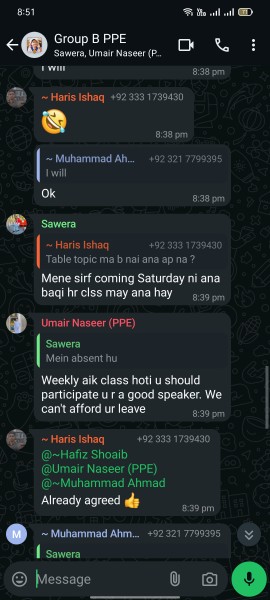 8:51
Group B PPE
Sawera, Umair Naseer (P...
I will
8:38 pm
~ Haris Ishaq +92 333 1739430
🤣
8:38 pm
~ Muhammad Ah... +92 321 7799395
I will
Ok
8:38 pm
Sawera
~ Haris Ishaq +92 333 1739430
Table topic ma b nai ana ap na ?
Mene sirf coming Saturday ni ana
baqi hr clss may ana hay
8:39 pm
Umair Naseer (PPE)
Sawera
Mein absent hu
Weekly aik class hoti u should
participate u r a good speaker. We
can't afford ur leave
8:39 pm
~ Haris Ishaq +92 333 1739430
@~Hafiz Shoaib
@Umair Naseer (PPE)
@~Muhammad Ahmad
Already agreed 👍
8:39 pm
M
~ Muhammad Ahm... +92 321 7799395
Sawera
Message